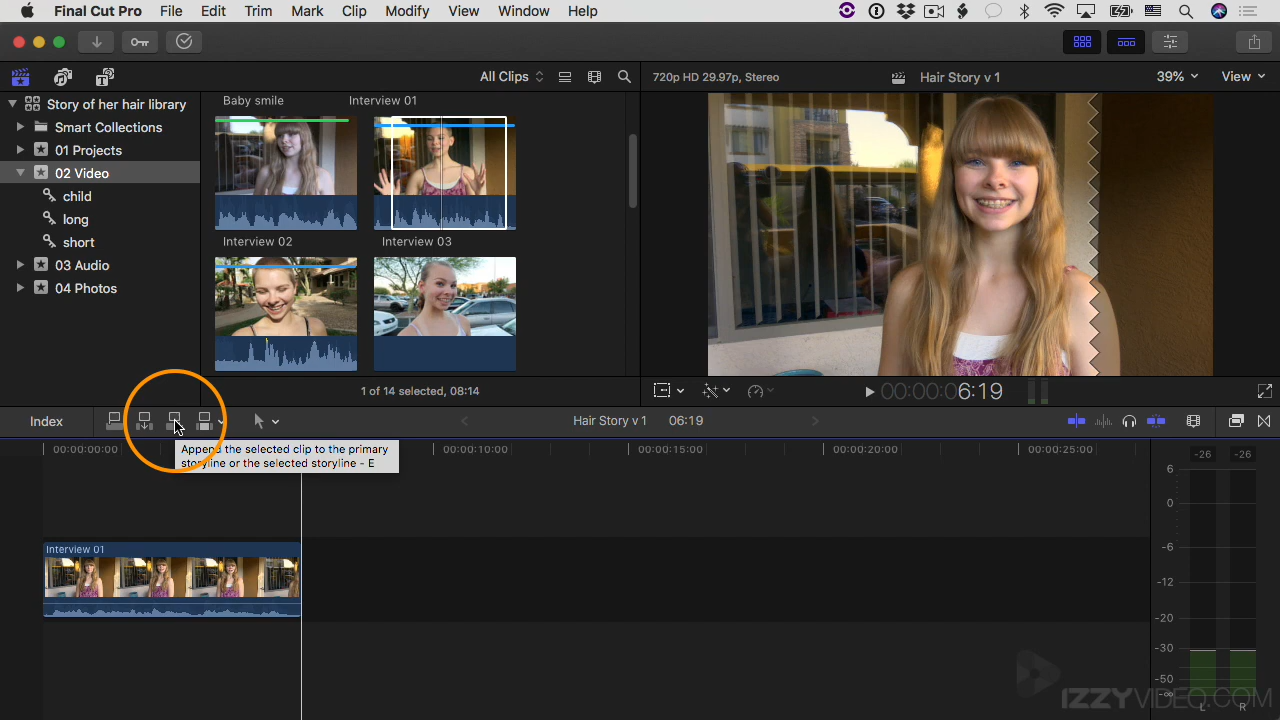 Final Cut Pro File Edit Trim Mark Clip Modify View Window Help
All Clips
720p HD 29.97p, Stereo
Hair Story v 1
39%
View
Story of her hair library
Smart Collections
01 Projects
02 Video
child
long
short
03 Audio
04 Photos
Baby smile
Interview 01
Interview 02
Interview 03
1 of 14 selected, 08:14
00:00:00:06:19
Index
Hair Story v 1
06:19
Append the selected clip to the primary
storyline or the selected storyline - E
00:00:00:00
00:00:10:00
00:00:15:00
00:00:20:00
00:00:25:00
Interview 01
-26 -26
6
0
-6
-12
-20
-30
-50
-∞
L R
IZZYVIDEO.COM